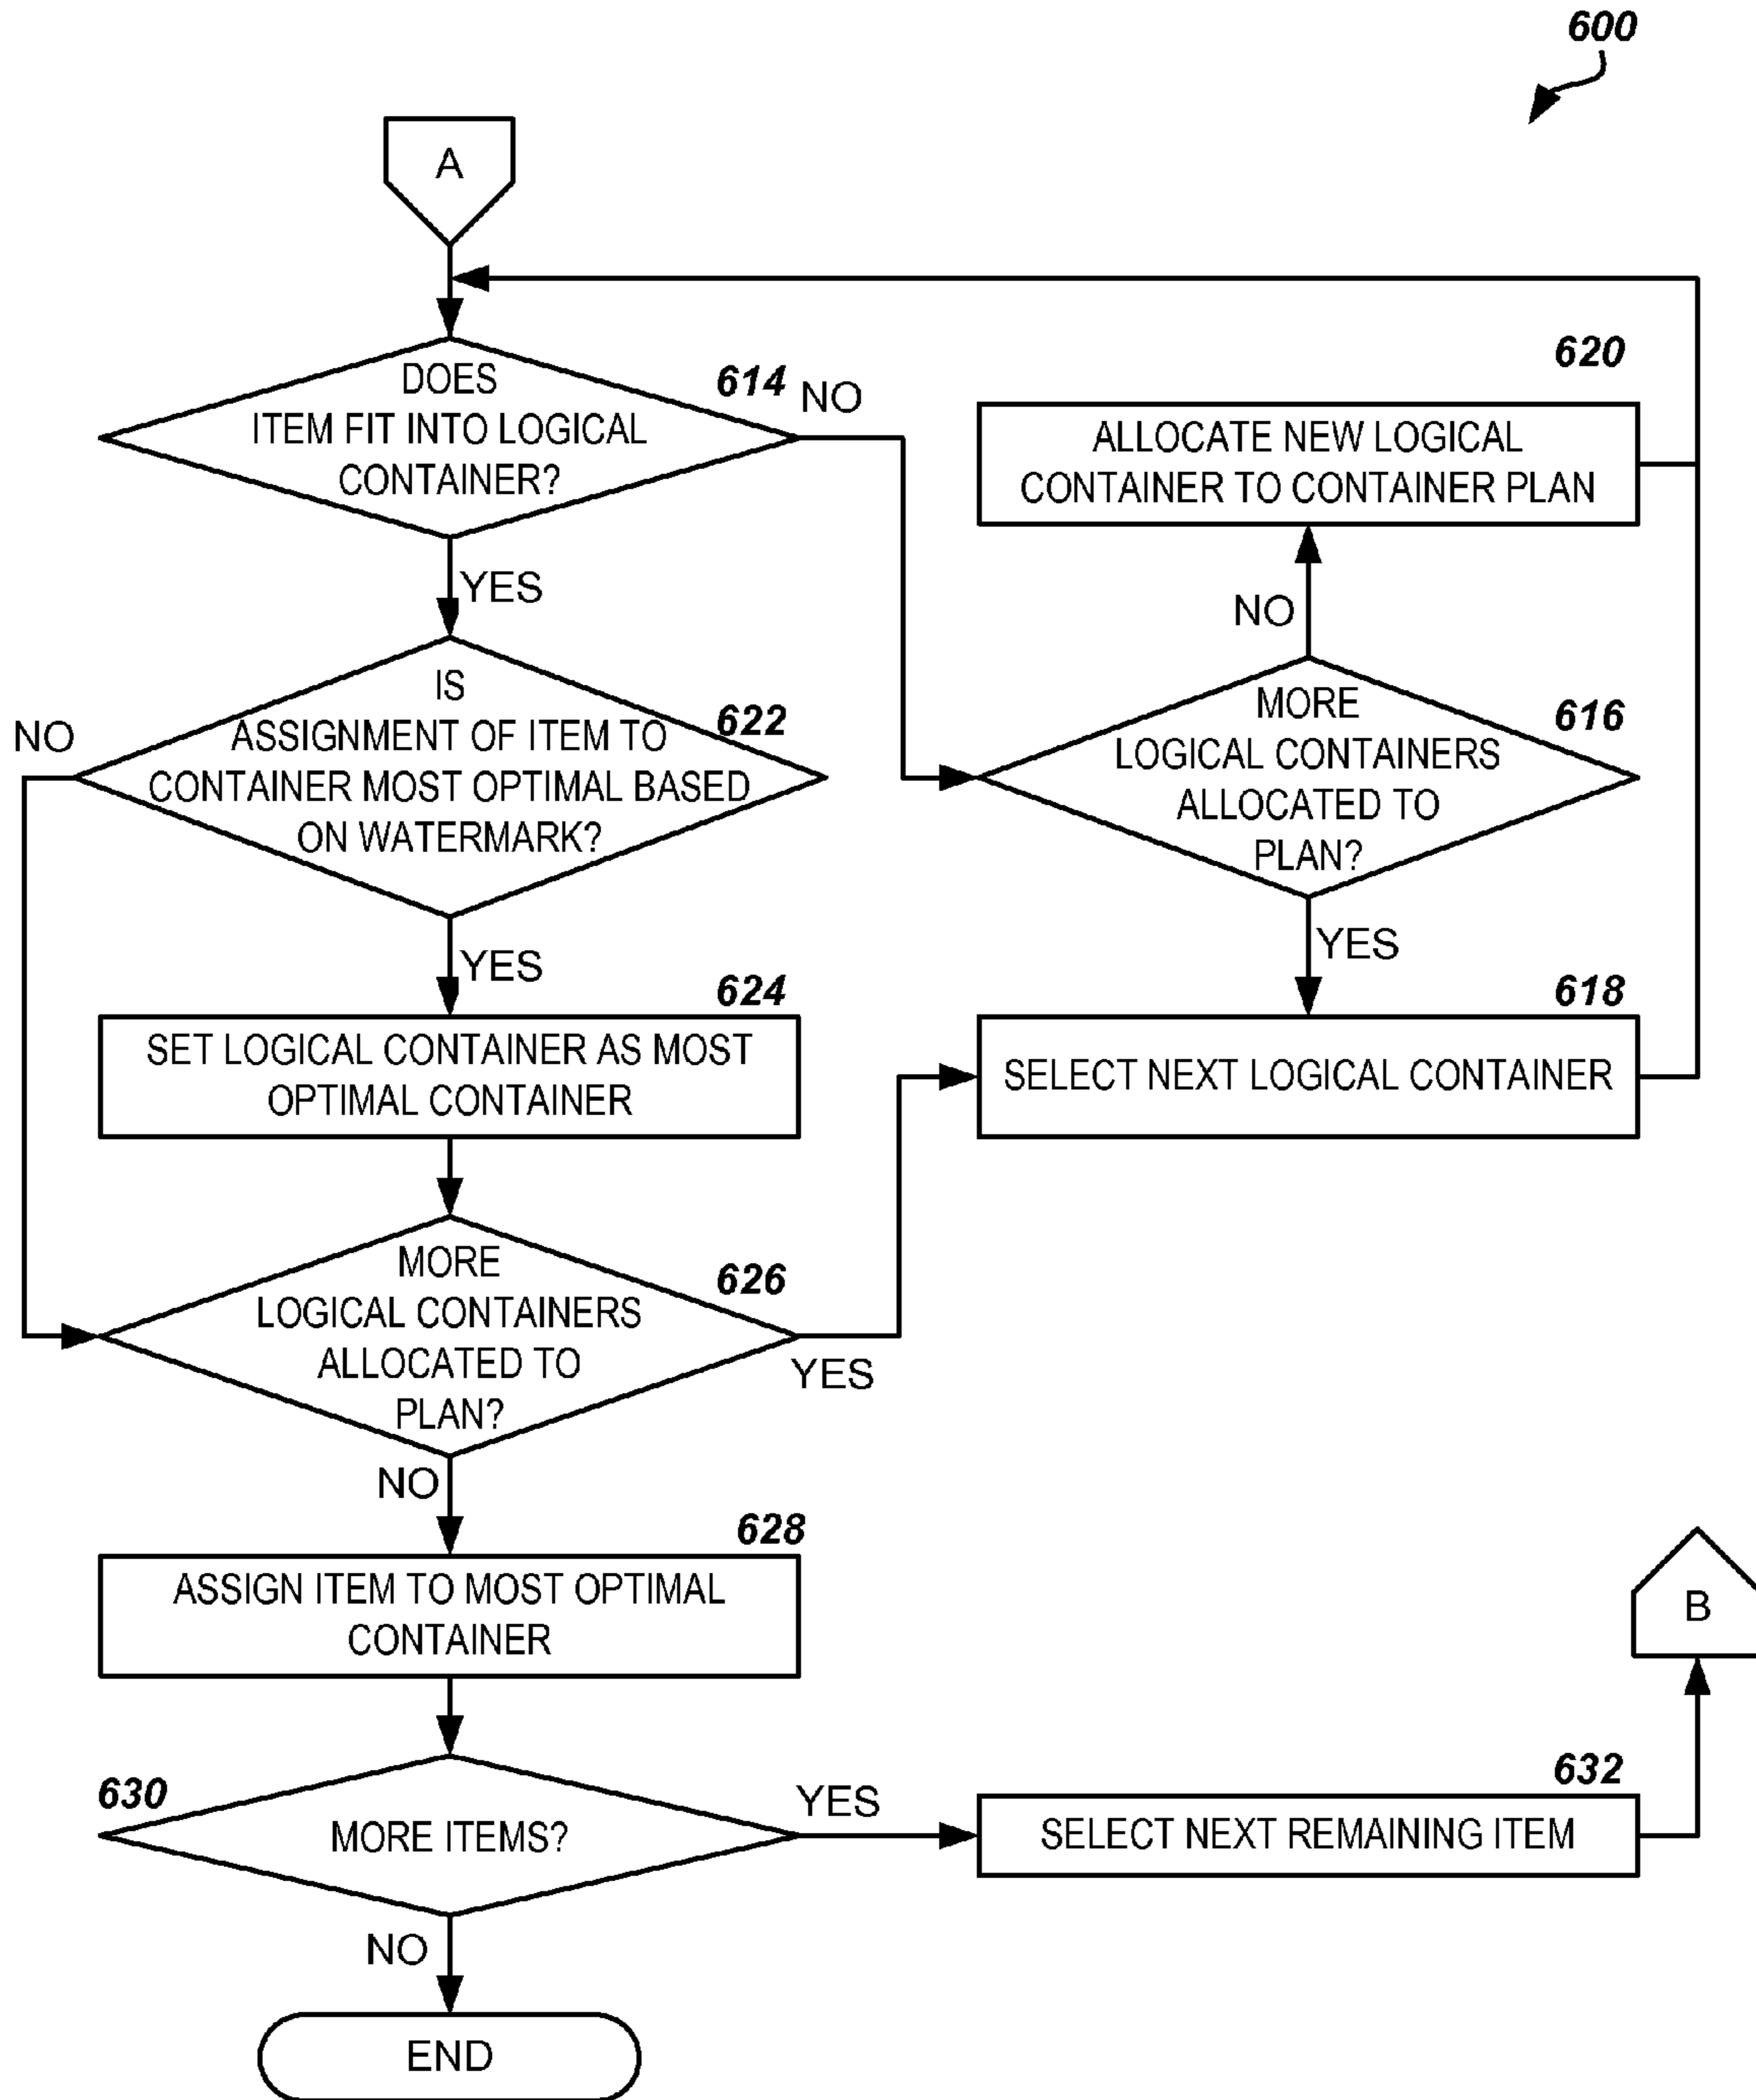 600
A
DOES
ITEM FIT INTO LOGICAL
CONTAINER?
614
NO
YES
620
ALLOCATE NEW LOGICAL
CONTAINER TO CONTAINER PLAN
NO
IS
ASSIGNMENT OF ITEM TO
CONTAINER MOST OPTIMAL BASED
ON WATERMARK?
622
NO
YES
MORE
LOGICAL CONTAINERS
ALLOCATED TO
PLAN?
616
YES
624
SET LOGICAL CONTAINER AS MOST
OPTIMAL CONTAINER
618
SELECT NEXT LOGICAL CONTAINER
MORE
LOGICAL CONTAINERS
ALLOCATED TO
PLAN?
626
YES
NO
628
ASSIGN ITEM TO MOST OPTIMAL
CONTAINER
B
630
MORE ITEMS?
YES
632
SELECT NEXT REMAINING ITEM
NO
END